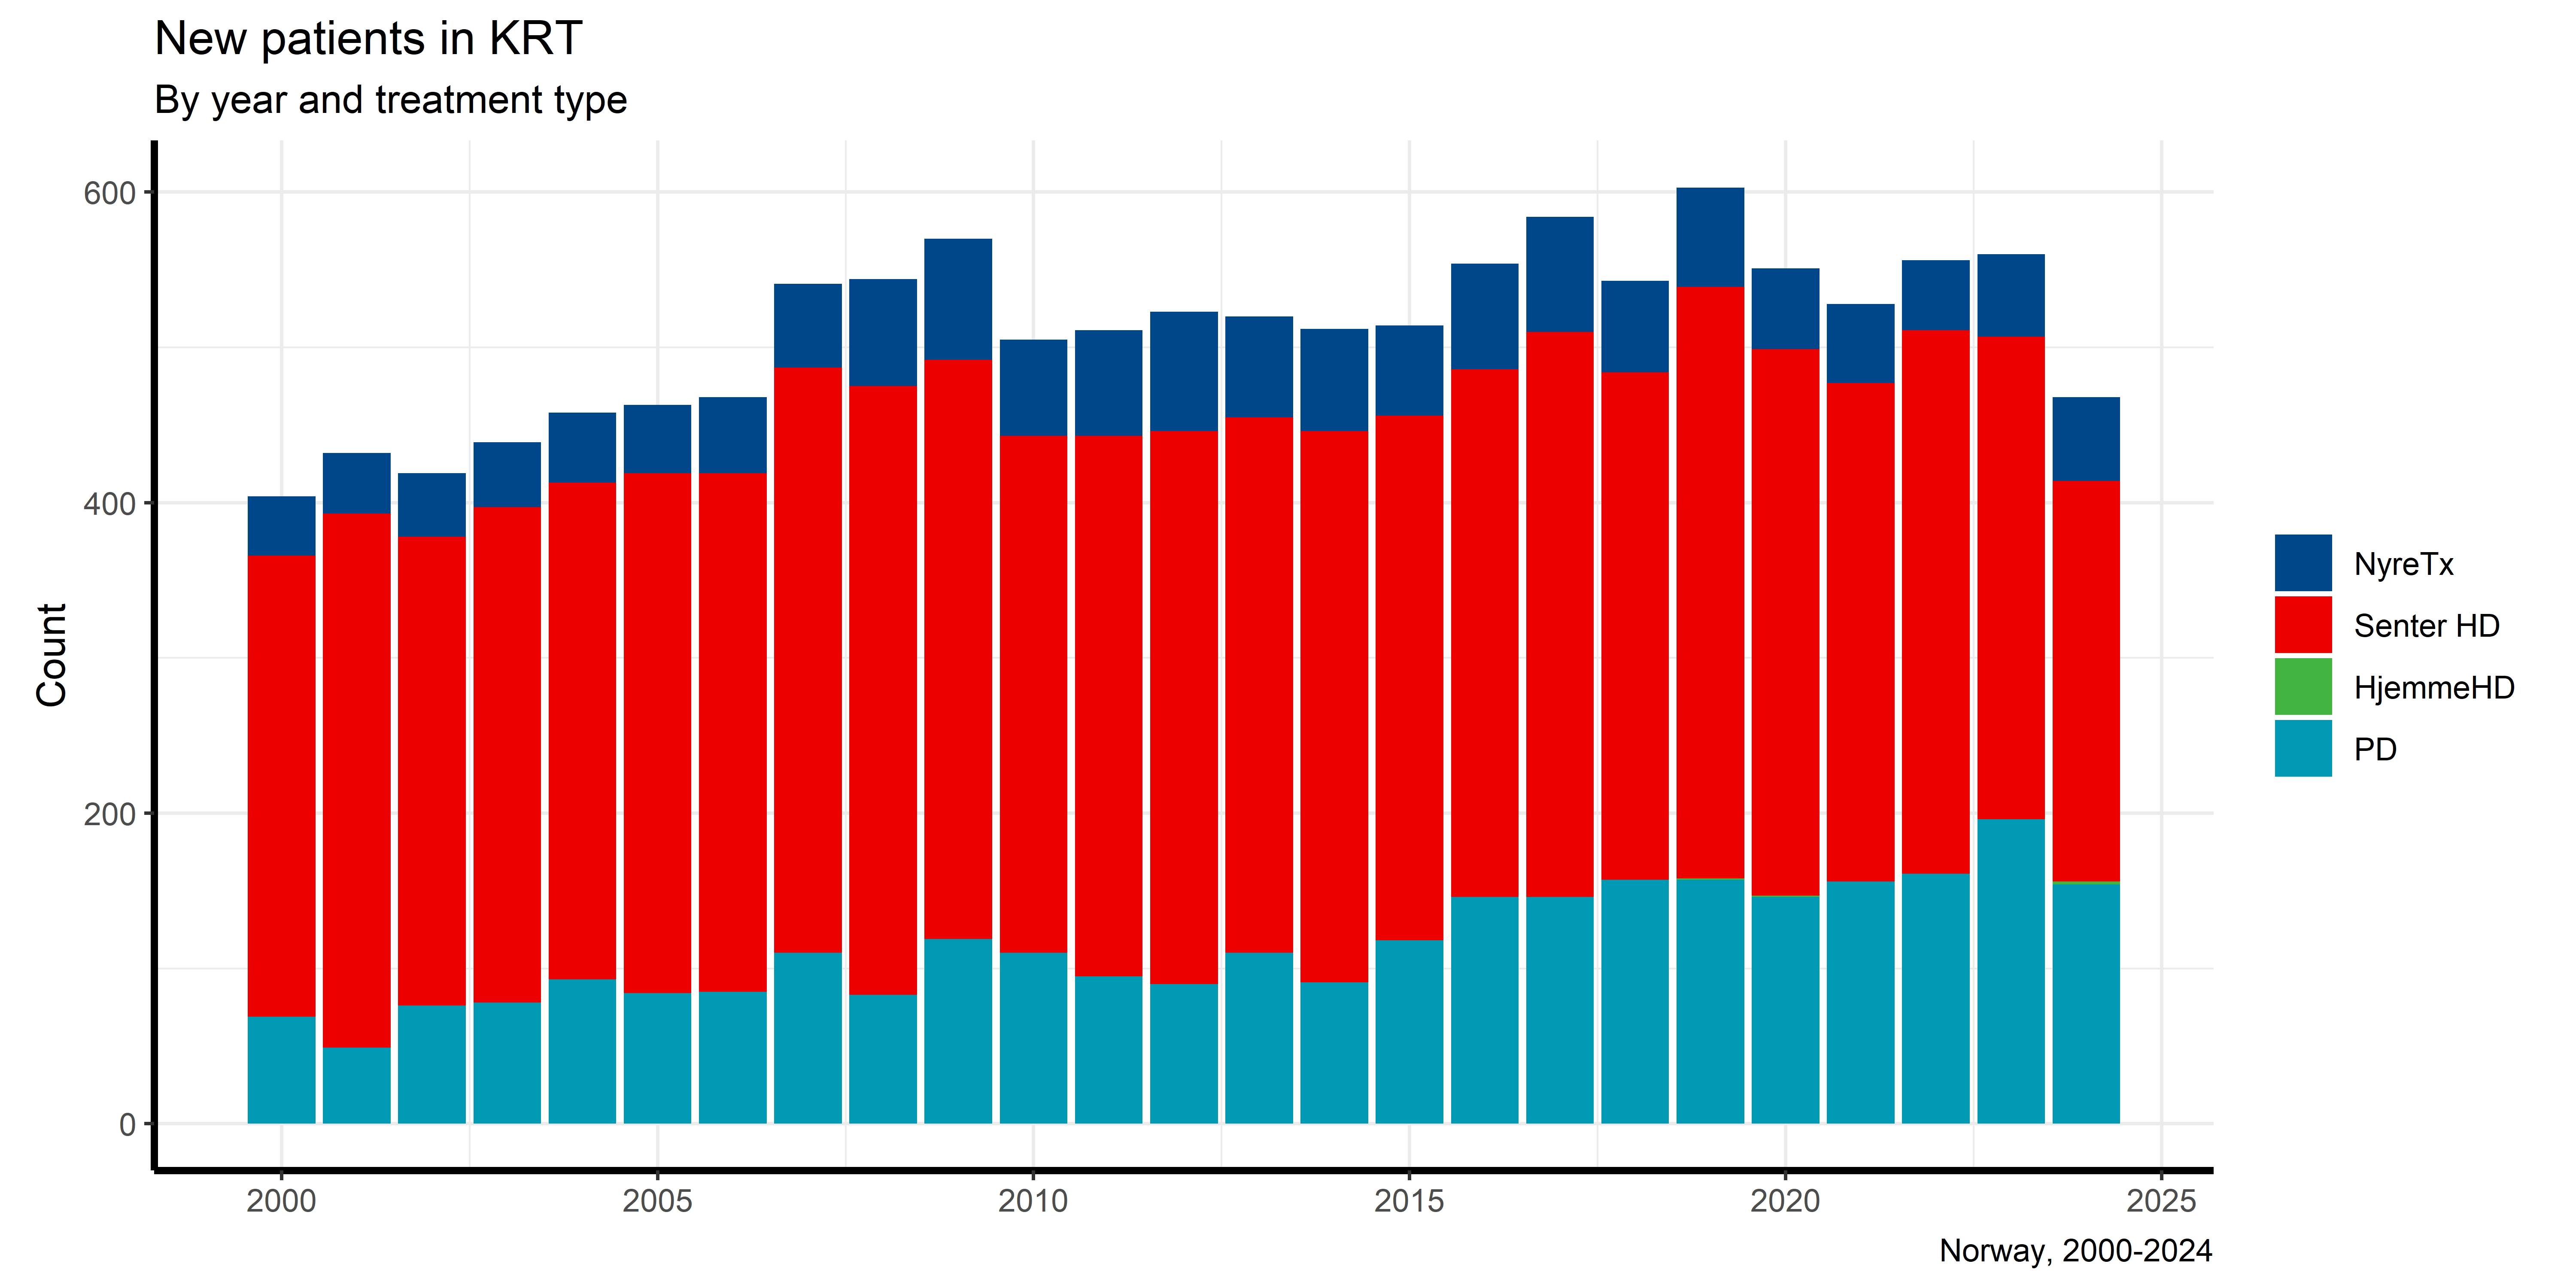 New patients in KRT
By year and treatment type
Count
600
400
200
0
2000 2005 2010 2015 2020 2025
NyreTx
Senter HD
HjemmeHD
PD
Norway, 2000-2024